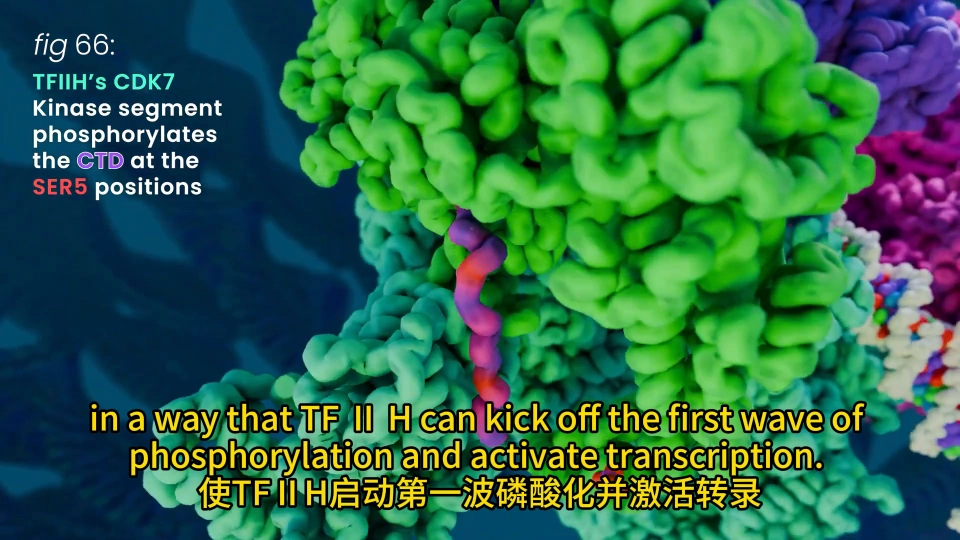 fig 66:
TFIIH’s CDK7
Kinase segment
phosphorylates
the CTD at the
SER5 positions
in a way that TF Ⅱ H can kick off the first wave of
phosphorylation and activate transcription.
使TFⅡH启动第一波磷酸化并激活转录